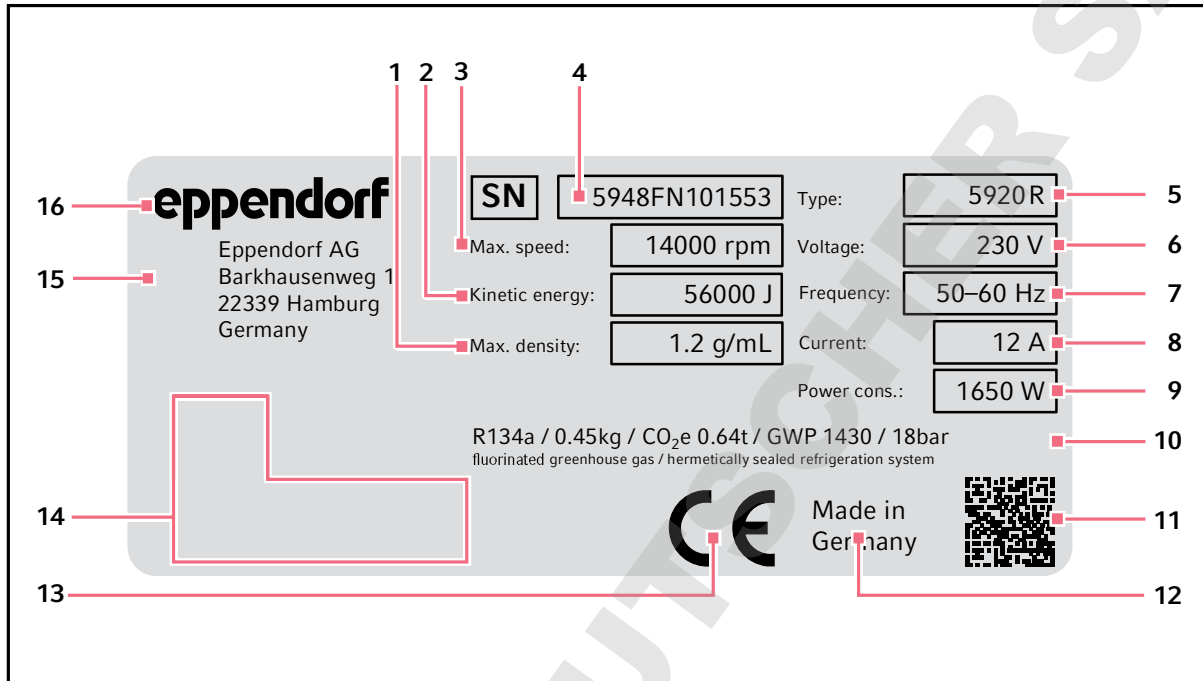 1 2 3 4
eppendorf
SN 5948FN101553 Type: 5920R 5
16
Eppendorf AG
Barkhausenweg 1
22339 Hamburg
Germany
15
Max. speed: 14000 rpm Voltage: 230 V 6
Kinetic energy: 56000 J Frequency: 50–60 Hz 7
Max. density: 1.2 g/mL Current: 12 A 8
Power cons.: 1650 W 9
R134a / 0.45kg / CO₂e 0.64t / GWP 1430 / 18bar 10
fluorinated greenhouse gas / hermetically sealed refrigeration system
14
CE Made in
Germany
11
13
12